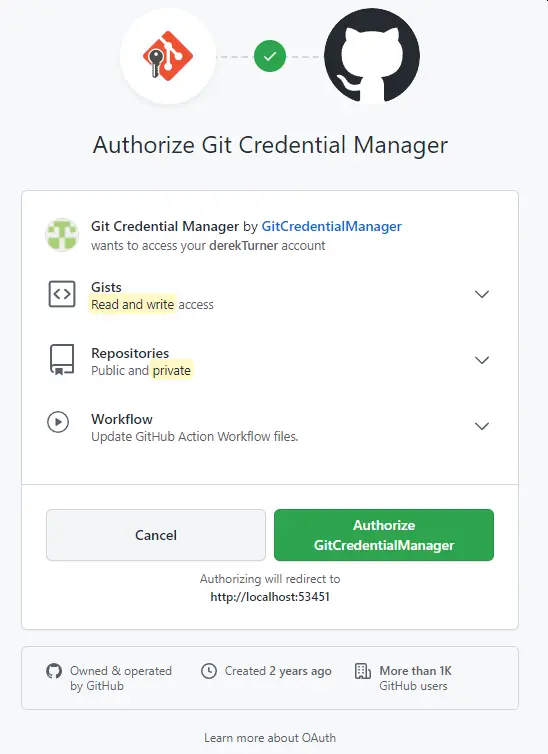 Authorize Git Credential Manager
Git Credential Manager by GitCredentialManager
wants to access your derekTurner account
Gists
Read and write access
Repositories
Public and private
Workflow
Update GitHub Action Workflow files.
Cancel
Authorize
GitCredentialManager
Authorizing will redirect to
http://localhost:53451
Owned & operated
by GitHub
Created 2 years ago
More than 1K
GitHub users
Learn more about OAuth